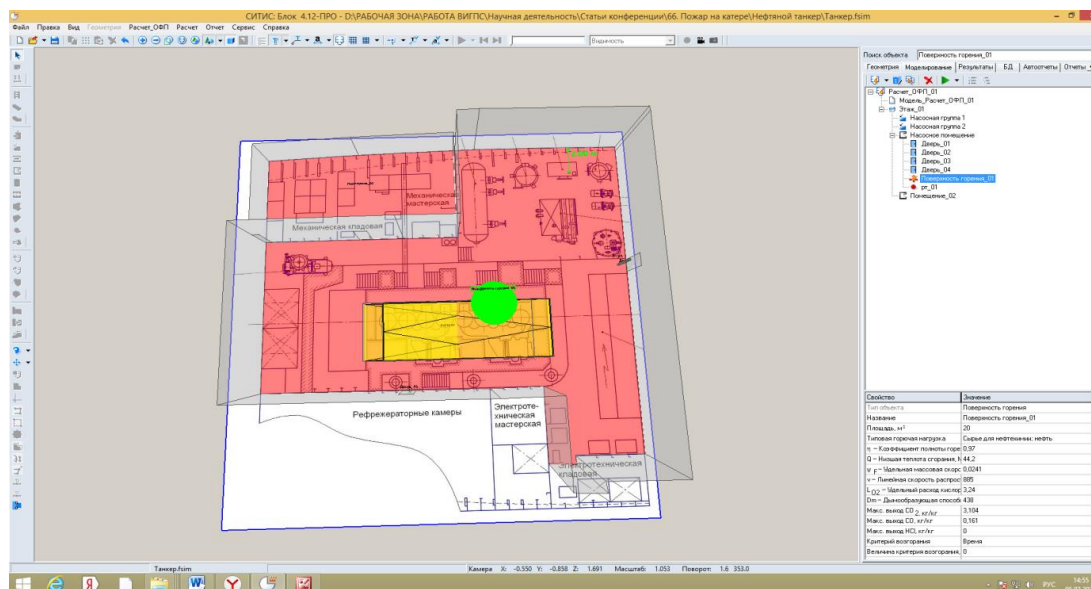 СИТИС: Блок 4.12-ПРО - D:\РАБОЧАЯ ЗОНА\РАБОТА ВИГПС\Научная деятельность\Статьи конференции\66. Пожар на катере\Нефтяной танкер\Танкер.fsim
Файл Правка Вид Геометрия Расчет_ОФП Расчет Отчет Сервис Справка
Видимость
Поиск объекта Поверхность горения_01
Геометрия Моделирование Результаты БД Автоотчеты Отчеты
Расчет_ОФП_01
Модель_Расчет_ОФП_01
Этаж_01
Насосная группа 1
Насосная группа 2
Насосное помещение
Дверь_01
Дверь_02
Дверь_03
Дверь_04
Поверхность горения_01
рт_01
Помещение_02
Механическая мастерская
Механическая кладовая
Рефрежераторные камеры
Электроте-
хническая
мастерская
Электротехническая
кладовая
Свойство Значение
Тип объекта Поверхность горения
Название Поверхность горения_01
Площадь, м² 20
Типовая горючая нагрузка Сырье для нефтехимии: нефть
η - Коэффициент полноты горе 0,97
Q - Низшая теплота сгорания, М 44,2
ψ F - Удельная массовая скорос 0,0241
v - Линейная скорость распрос 885
L O2 - Удельный расход кислор 3,24
Dm - Дымообразующая способ 438
Макс. выход CO 2, кг/кг 3,104
Макс. выход CO, кг/кг 0,161
Макс. выход HCl, кг/кг 0
Критерий возгорания Время
Величина критерия возгорания, 0
Танкер.fsim
Камера X: -0.550 Y: -0.858 Z: 1.691 Масштаб: 1.053 Поворот: 1.6 353.0
РУС 14:55